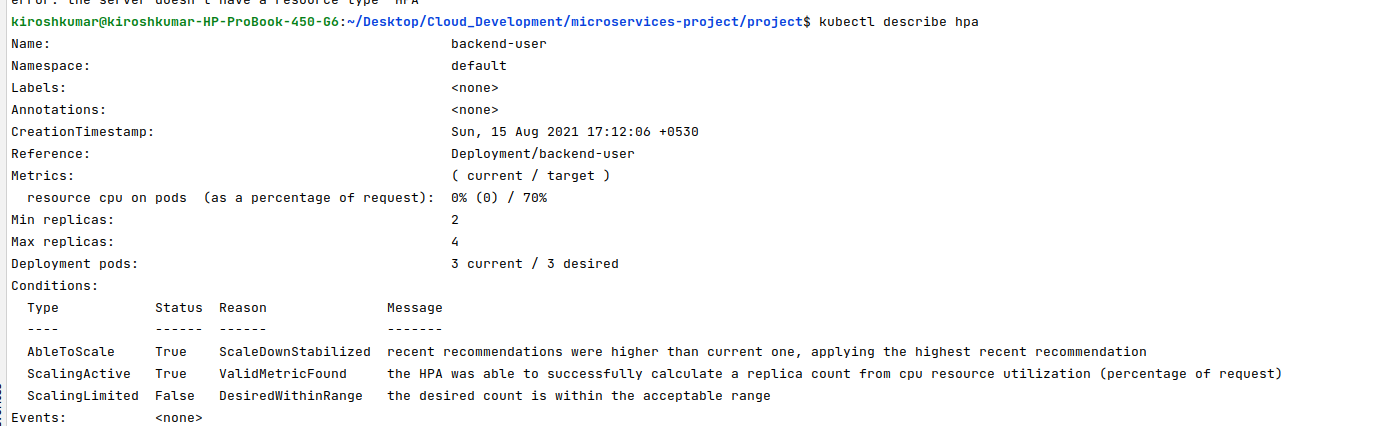 error: the server doesn't have a resource type "HPA"
kiroshkumar@kiroshkumar-HP-ProBook-450-G6:~/Desktop/Cloud_Development/microservices-project/project$ kubectl describe hpa
Name: backend-user
Namespace: default
Labels: <none>
Annotations: <none>
CreationTimestamp: Sun, 15 Aug 2021 17:12:06 +0530
Reference: Deployment/backend-user
Metrics: ( current / target )
resource cpu on pods (as a percentage of request): 0% (0) / 70%
Min replicas: 2
Max replicas: 4
Deployment pods: 3 current / 3 desired
Conditions:
Type Status Reason Message
---- ------ ------ -------
AbleToScale True ScaleDownStabilized recent recommendations were higher than current one, applying the highest recent recommendation
ScalingActive True ValidMetricFound the HPA was able to successfully calculate a replica count from cpu resource utilization (percentage of request)
ScalingLimited False DesiredWithinRange the desired count is within the acceptable range
Events: <none>